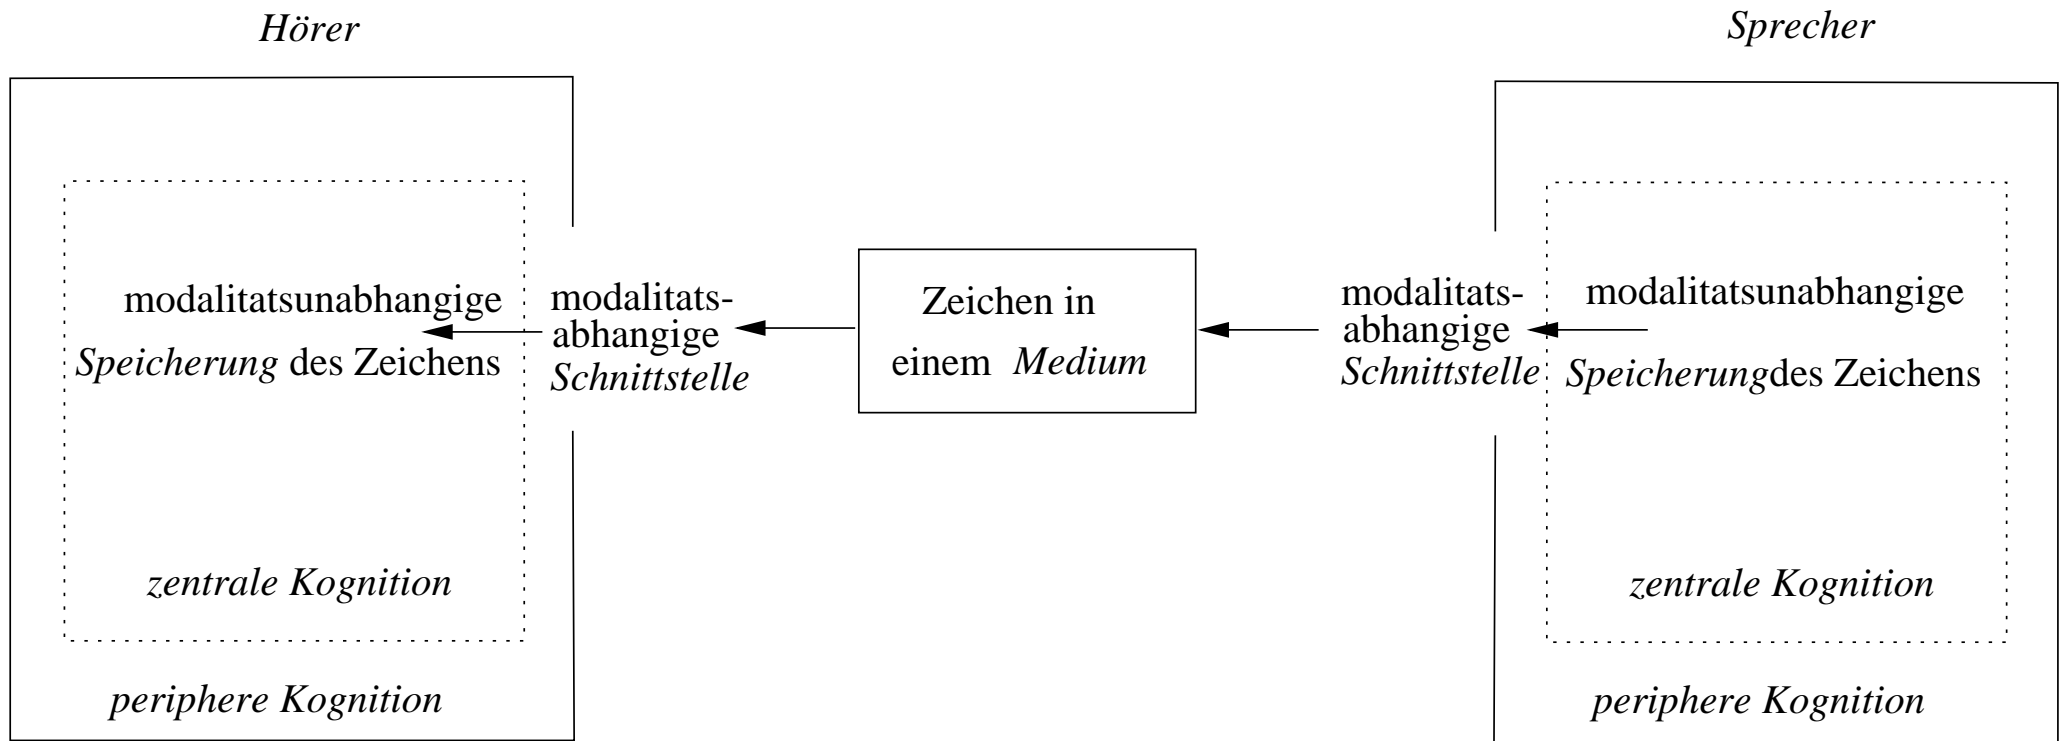 Hörer
modalitatsunabhangige
Speicherung des Zeichens
zentrale Kognition
periphere Kognition
modalitats-
abhangige
Schnittstelle
Zeichen in
einem Medium
modalitats-
abhangige
Schnittstelle
Sprecher
modalitatsunabhangige
Speicherungdes Zeichens
zentrale Kognition
periphere Kognition